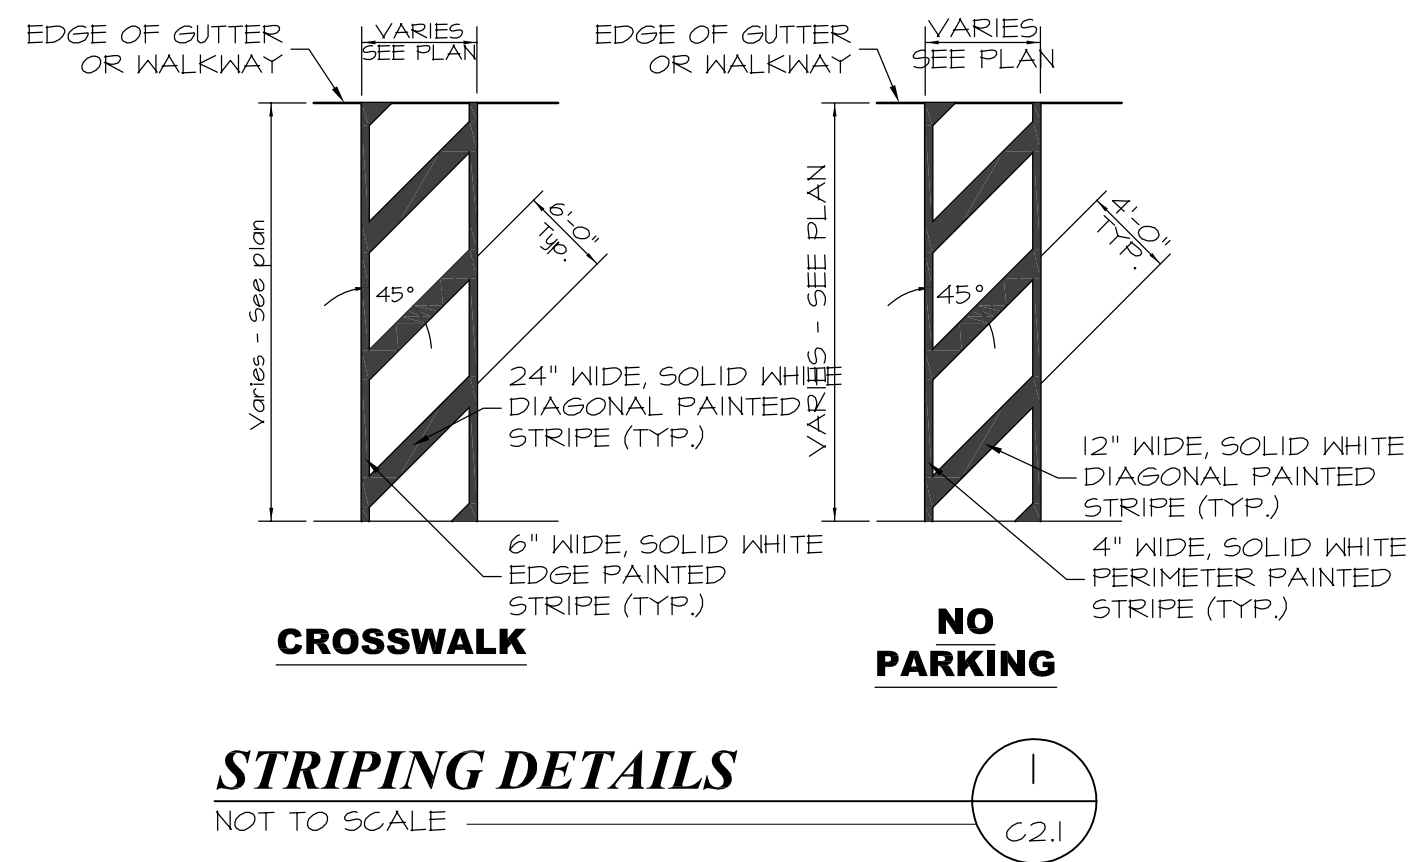 EDGE OF GUTTER
OR WALKWAY
VARIES
SEE PLAN
Varies - See plan
45°
6'-0"
Typ.
24" WIDE, SOLID WHITE
DIAGONAL PAINTED
STRIPE (TYP.)
6" WIDE, SOLID WHITE
EDGE PAINTED
STRIPE (TYP.)
CROSSWALK
EDGE OF GUTTER
OR WALKWAY
VARIES
SEE PLAN
VARIES - SEE PLAN
45°
4'-0"
TYP.
12" WIDE, SOLID WHITE
DIAGONAL PAINTED
STRIPE (TYP.)
4" WIDE, SOLID WHITE
PERIMETER PAINTED
STRIPE (TYP.)
NO
PARKING
STRIPING DETAILS
NOT TO SCALE
1
C2.1